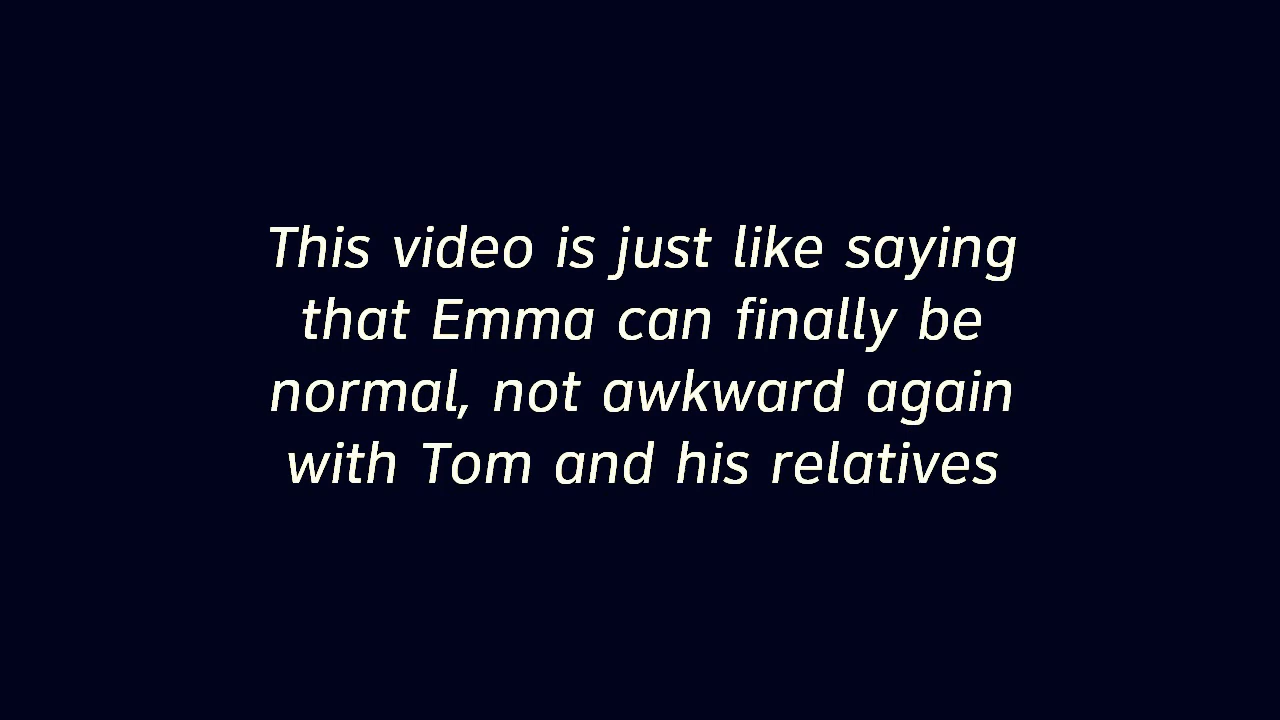 This video is just like saying
that Emma can finally be
normal, not awkward again
with Tom and his relatives